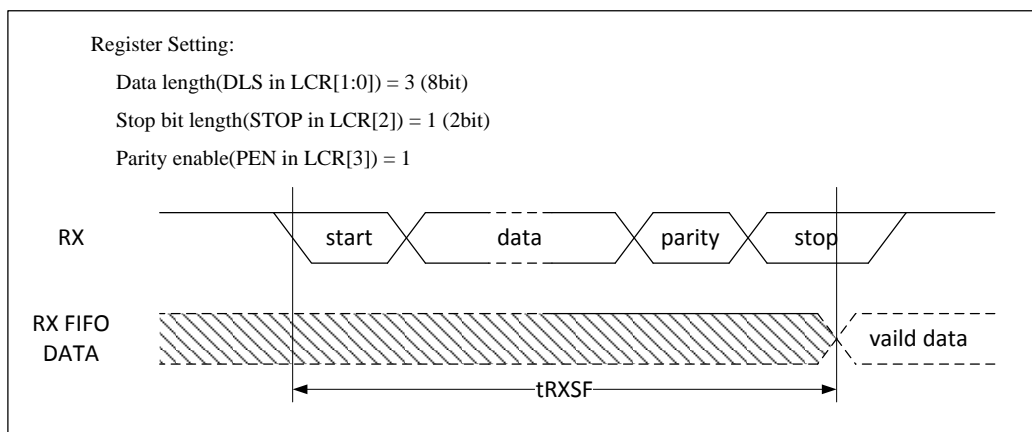 Register Setting:
Data length(DLS in LCR[1:0]) = 3 (8bit)
Stop bit length(STOP in LCR[2]) = 1 (2bit)
Parity enable(PEN in LCR[3]) = 1
RX
start
data
parity
stop
RX FIFO
DATA
vaild data
tRXSF